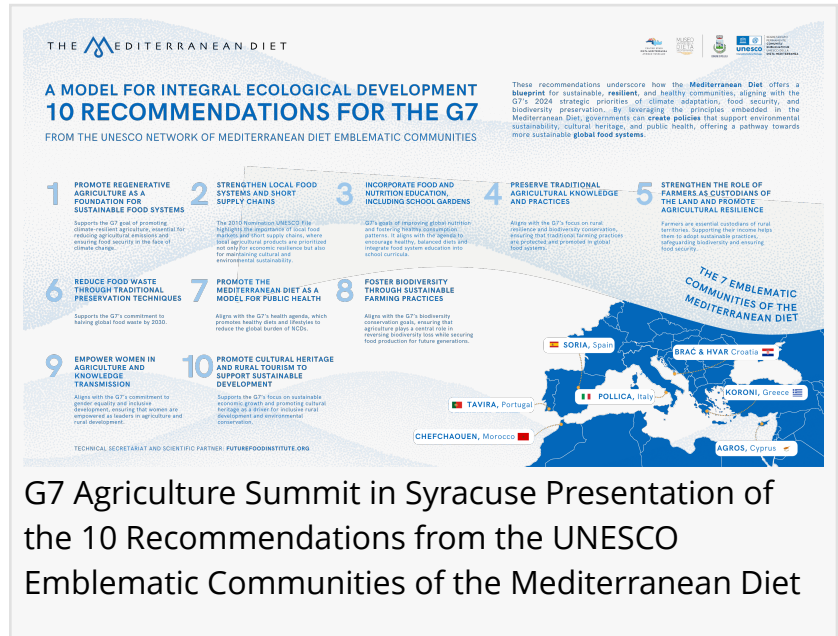 THE MEDITERRANEAN DIET
unesco
A MODEL FOR INTEGRAL ECOLOGICAL DEVELOPMENT
10 RECOMMENDATIONS FOR THE G7
FROM THE UNESCO NETWORK OF MEDITERRANEAN DIET EMBLEMATIC COMMUNITIES
These recommendations underscore how the Mediterranean Diet offers a
blueprint for sustainable, resilient, and healthy communities, aligning with the
G7's 2024 strategic priorities of climate adaptation, food security, and
biodiversity preservation. By leveraging the principles embedded in the
Mediterranean Diet, governments can create policies that support environmental
sustainability, cultural heritage, and public health, offering a pathway towards
more sustainable global food systems.
1
PROMOTE REGENERATIVE
AGRICULTURE AS A
FOUNDATION FOR
SUSTAINABLE FOOD SYSTEMS
Supports the G7 goal of promoting
climate-resilient agriculture, essential for
reducing agricultural emissions and
ensuring food security in the face of
climate change.
2
STRENGTHEN LOCAL FOOD
SYSTEMS AND SHORT
SUPPLY CHAINS
The 2010 Nomination UNESCO File
highlights the importance of local food
markets and short supply chains, where
local agricultural products are prioritized
not only for economic resilience but also
for maintaining cultural and
environmental sustainability.
3
INCORPORATE FOOD AND
NUTRITION EDUCATION,
INCLUDING SCHOOL GARDENS
G7's goals of improving global nutrition
and fostering healthy consumption
patterns. It aligns with the agenda to
encourage healthy, balanced diets and
integrate food system education into
school curricula.
4
PRESERVE TRADITIONAL
AGRICULTURAL KNOWLEDGE
AND PRACTICES
Aligns with the G7's focus on rural
resilience and biodiversity conservation,
ensuring that traditional farming practices
are protected and promoted in global
food systems.
5
STRENGTHEN THE ROLE OF
FARMERS AS CUSTODIANS OF
THE LAND AND PROMOTE
AGRICULTURAL RESILIENCE
Farmers are essential custodians of rural
territories. Supporting their income helps
them to adopt sustainable practices,
safeguarding biodiversity and ensuring
food security.
6
REDUCE FOOD WASTE
THROUGH TRADITIONAL
PRESERVATION TECHNIQUES
Supports the G7's commitment to
halving global food waste by 2030.
7
PROMOTE THE
MEDITERRANEAN DIET AS A
MODEL FOR PUBLIC HEALTH
Aligns with the G7's health agenda, which
promotes healthy diets and lifestyles to
reduce the global burden of NCDs.
8
FOSTER BIODIVERSITY
THROUGH SUSTAINABLE
FARMING PRACTICES
Aligns with the G7's biodiversity
conservation goals, ensuring that
agriculture plays a central role in
reversing biodiversity loss while securing
food production for future generations.
9
EMPOWER WOMEN IN
AGRICULTURE AND
KNOWLEDGE
TRANSMISSION
Aligns with the G7's commitment to
gender equality and inclusive
development, ensuring that women are
empowered as leaders in agriculture and
rural development.
10
PROMOTE CULTURAL HERITAGE
AND RURAL TOURISM TO
SUPPORT SUSTAINABLE
DEVELOPMENT
Supports the G7's focus on sustainable
economic growth and promoting cultural
heritage as a driver for inclusive rural
development and environmental
conservation.
THE 7 EMBLEMATIC
COMMUNITIES OF THE
MEDITERRANEAN DIET
SORIA, Spain
BRAČ & HVAR Croatia
POLLICA, Italy
KORONI, Greece
TAVIRA, Portugal
CHEFCHAOUEN, Morocco
AGROS, Cyprus
TECHNICAL SECRETARIAT AND SCIENTIFIC PARTNER: FUTUREFOODINSTITUTE.ORG
G7 Agriculture Summit in Syracuse Presentation of
the 10 Recommendations from the UNESCO
Emblematic Communities of the Mediterranean Diet